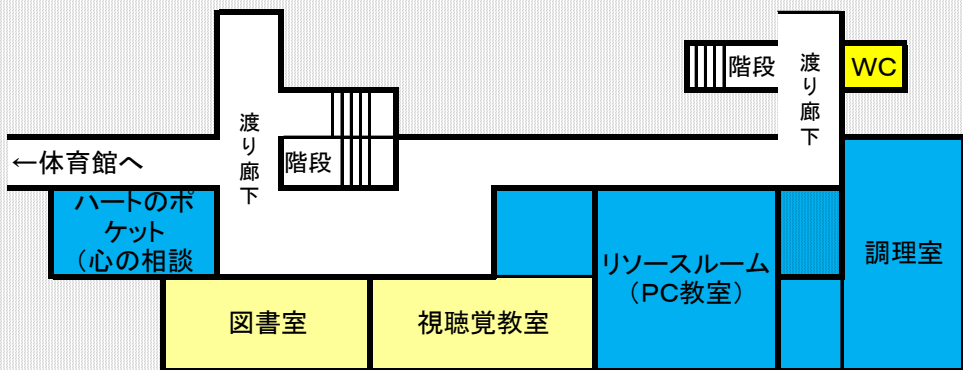 階段
渡り廊下
WC
渡り廊下
←体育館へ
階段
ハートのポ
ケット
（心の相談
リソースルーム
（PC教室）
調理室
図書室
視聴覚教室